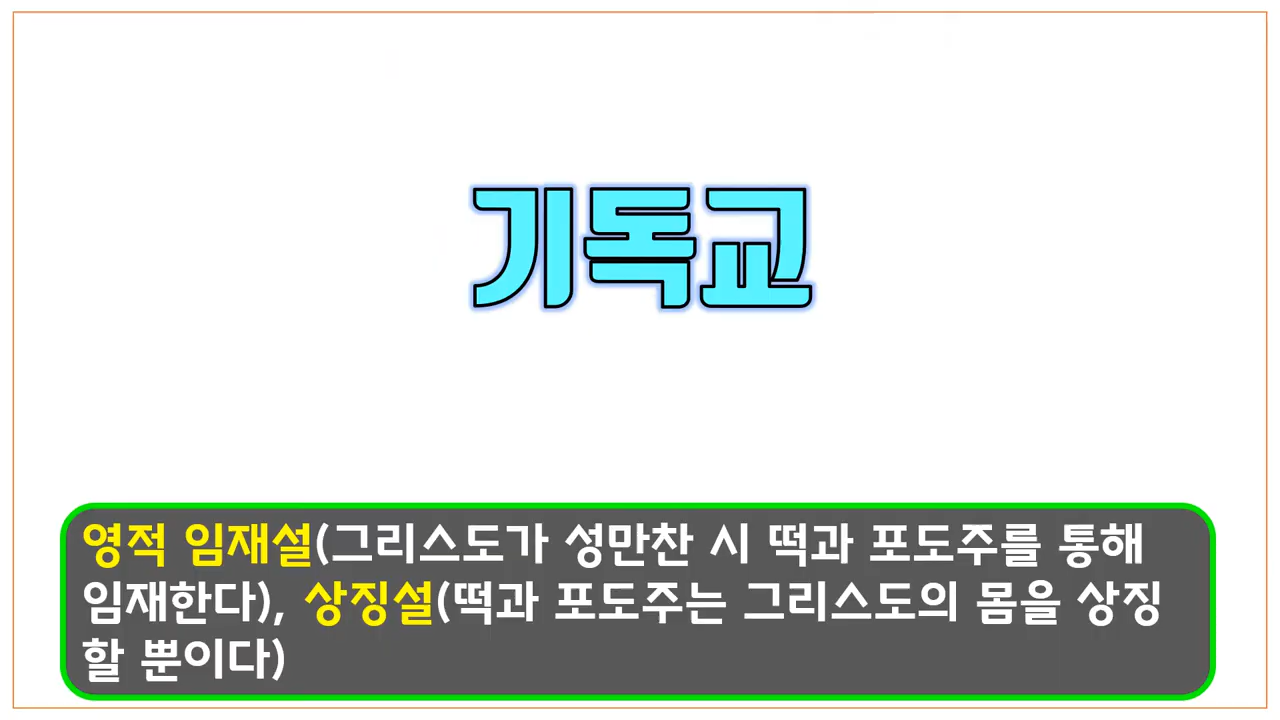 기독교
영적 임재설(그리스도가 성만찬 시 떡과 포도주를 통해
임재한다), 상징설(떡과 포도주는 그리스도의 몸을 상징
할 뿐이다)